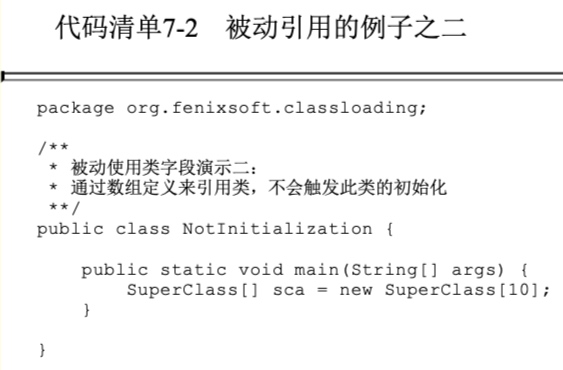 代码清单7-2　被动引用的例子之二
package org.fenixsoft.classloading;
/**
 * 被动使用类字段演示二：
 * 通过数组定义来引用类，不会触发此类的初始化
 **/
public class NotInitialization {
    public static void main(String[] args) {
        SuperClass[] sca = new SuperClass[10];
    }
}